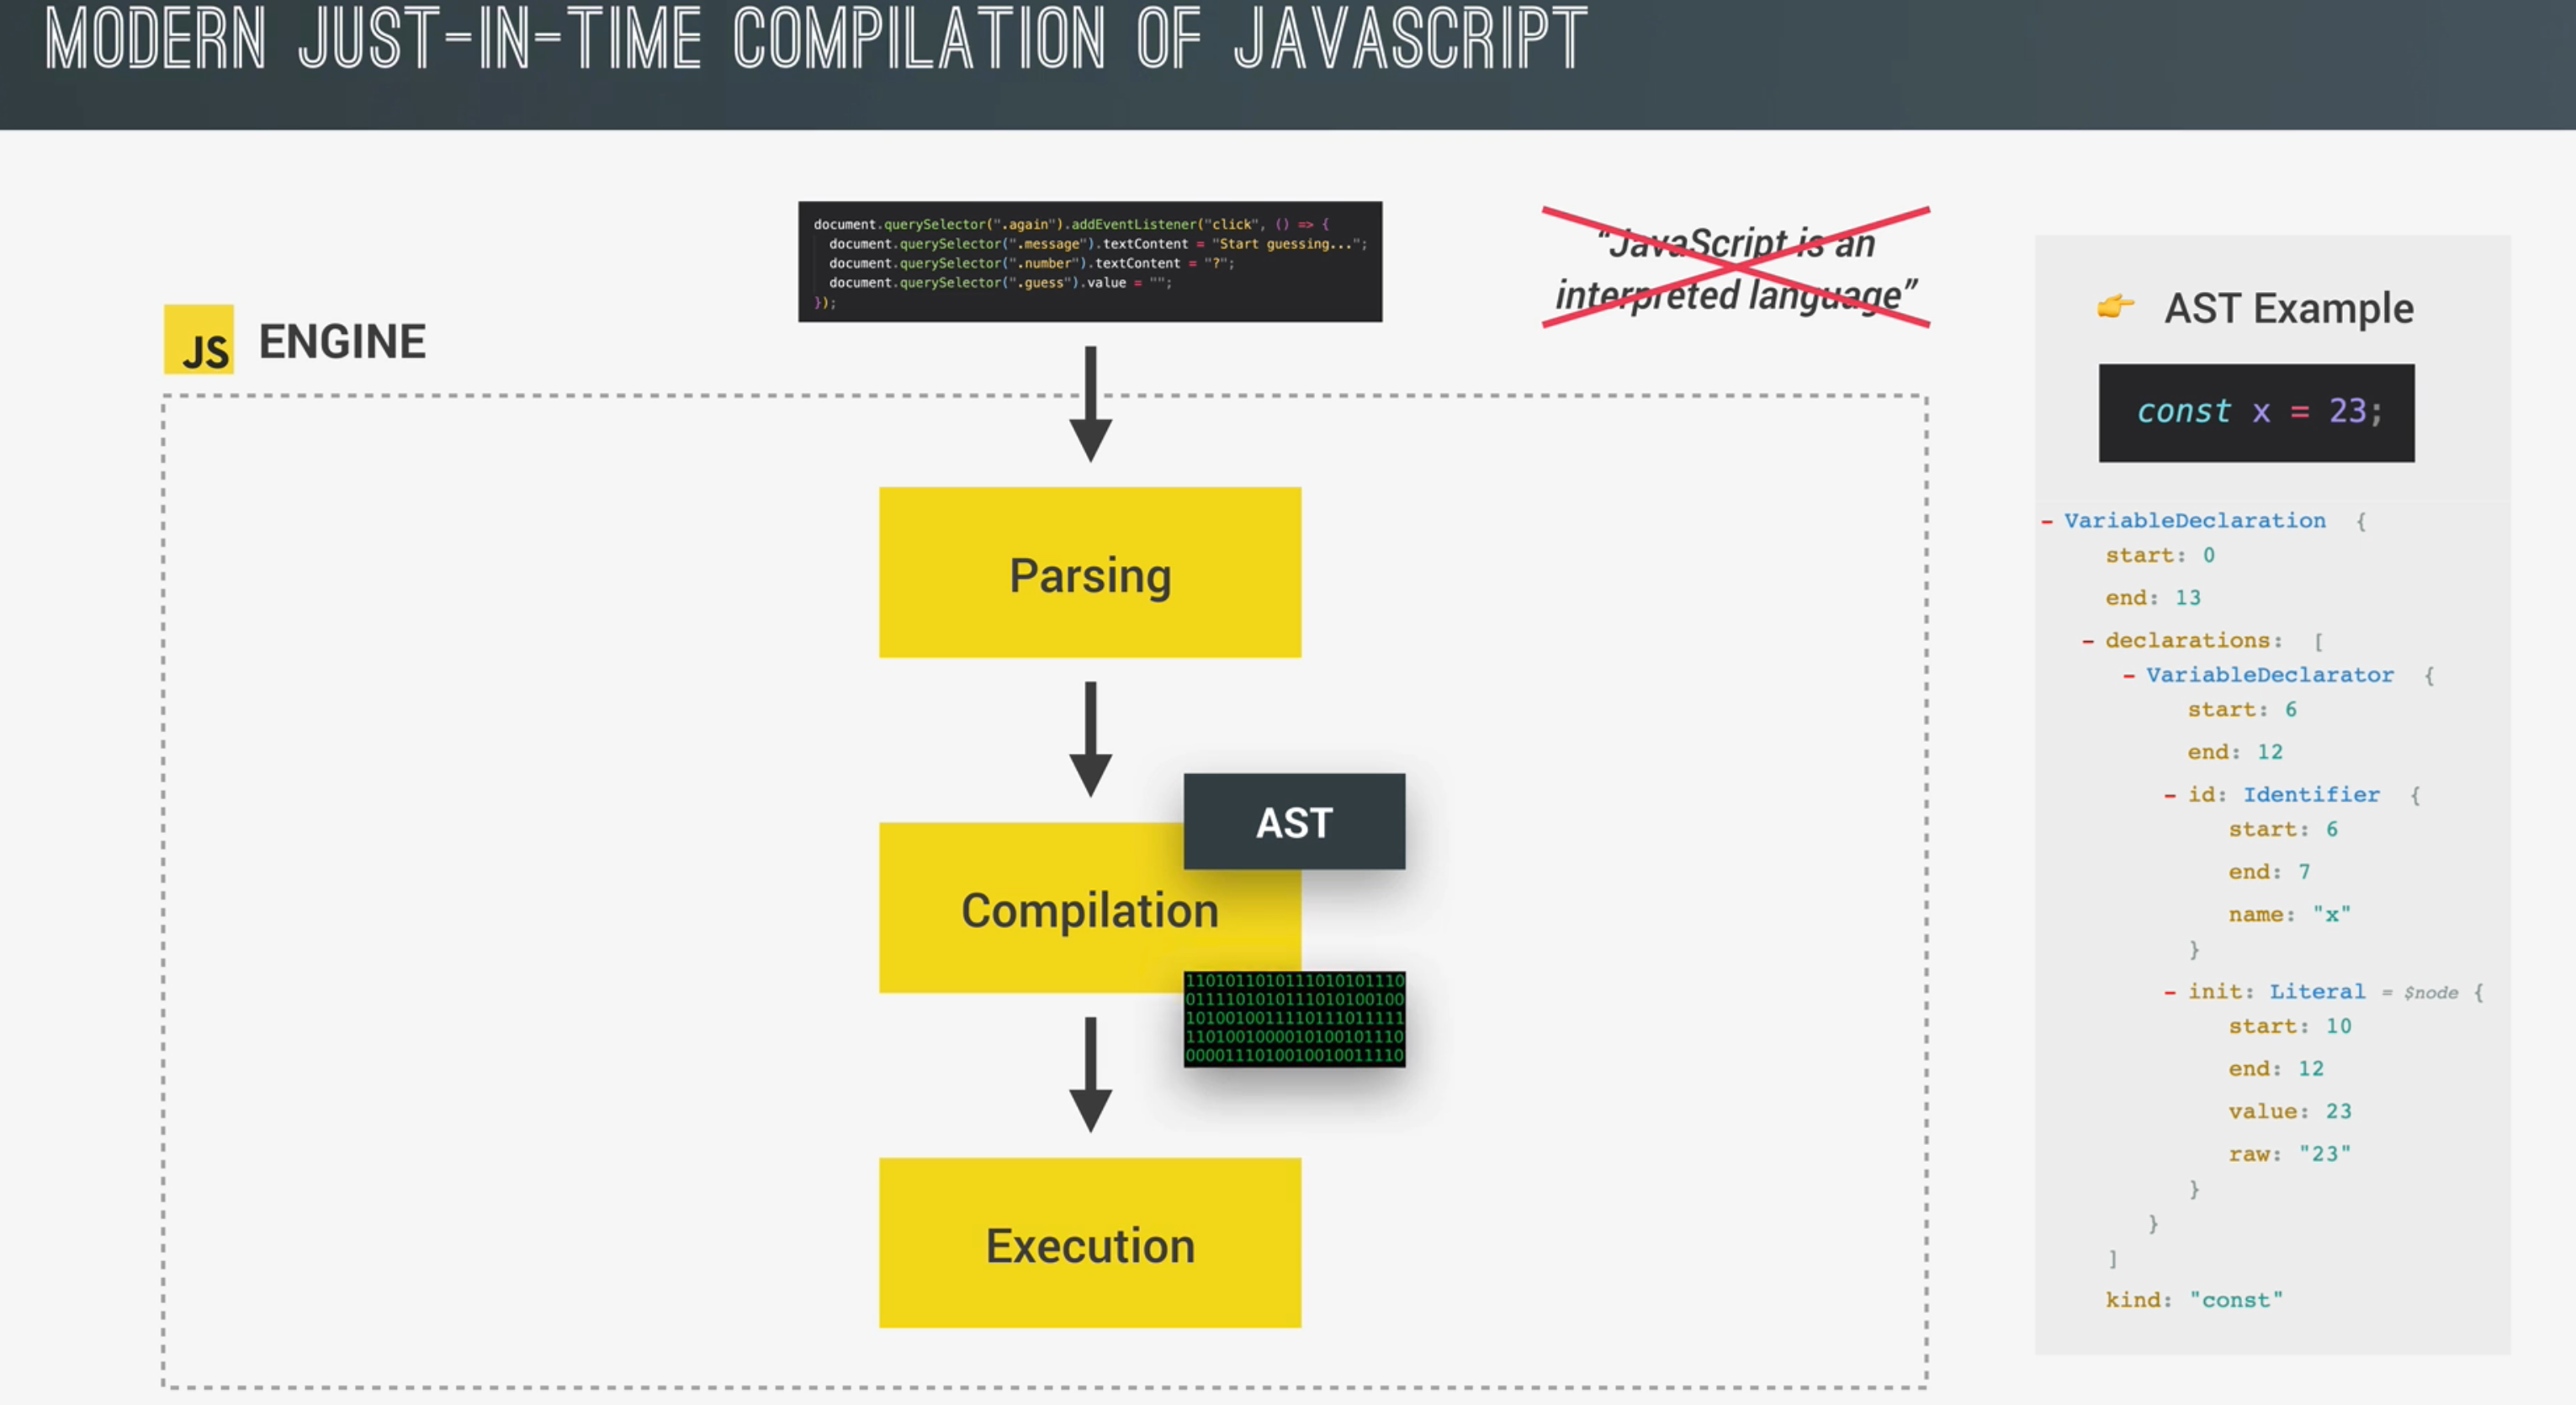 MODERN JUST-IN-TIME COMPILATION OF JAVASCRIPT
document.querySelector(".again").addEventListener("click", () => {
document.querySelector(".message").textContent = "Start guessing...";
document.querySelector(".number").textContent = "?";
document.querySelector(".guess").value = "";
});
“JavaScript is an
interpreted language”
JS ENGINE
Parsing
AST
Compilation
1101011010111010101110
0111101010111010100100
1010010011110111011111
11010010000101001011110
00001110100100100111110
Execution
👉 AST Example
const x = 23;
- VariableDeclaration {
start: 0
end: 13
- declarations: [
- VariableDeclarator {
start: 6
end: 12
- id: Identifier {
start: 6
end: 7
name: "x"
}
- init: Literal = $node {
start: 10
end: 12
value: 23
raw: "23"
}
}
]
kind: "const"